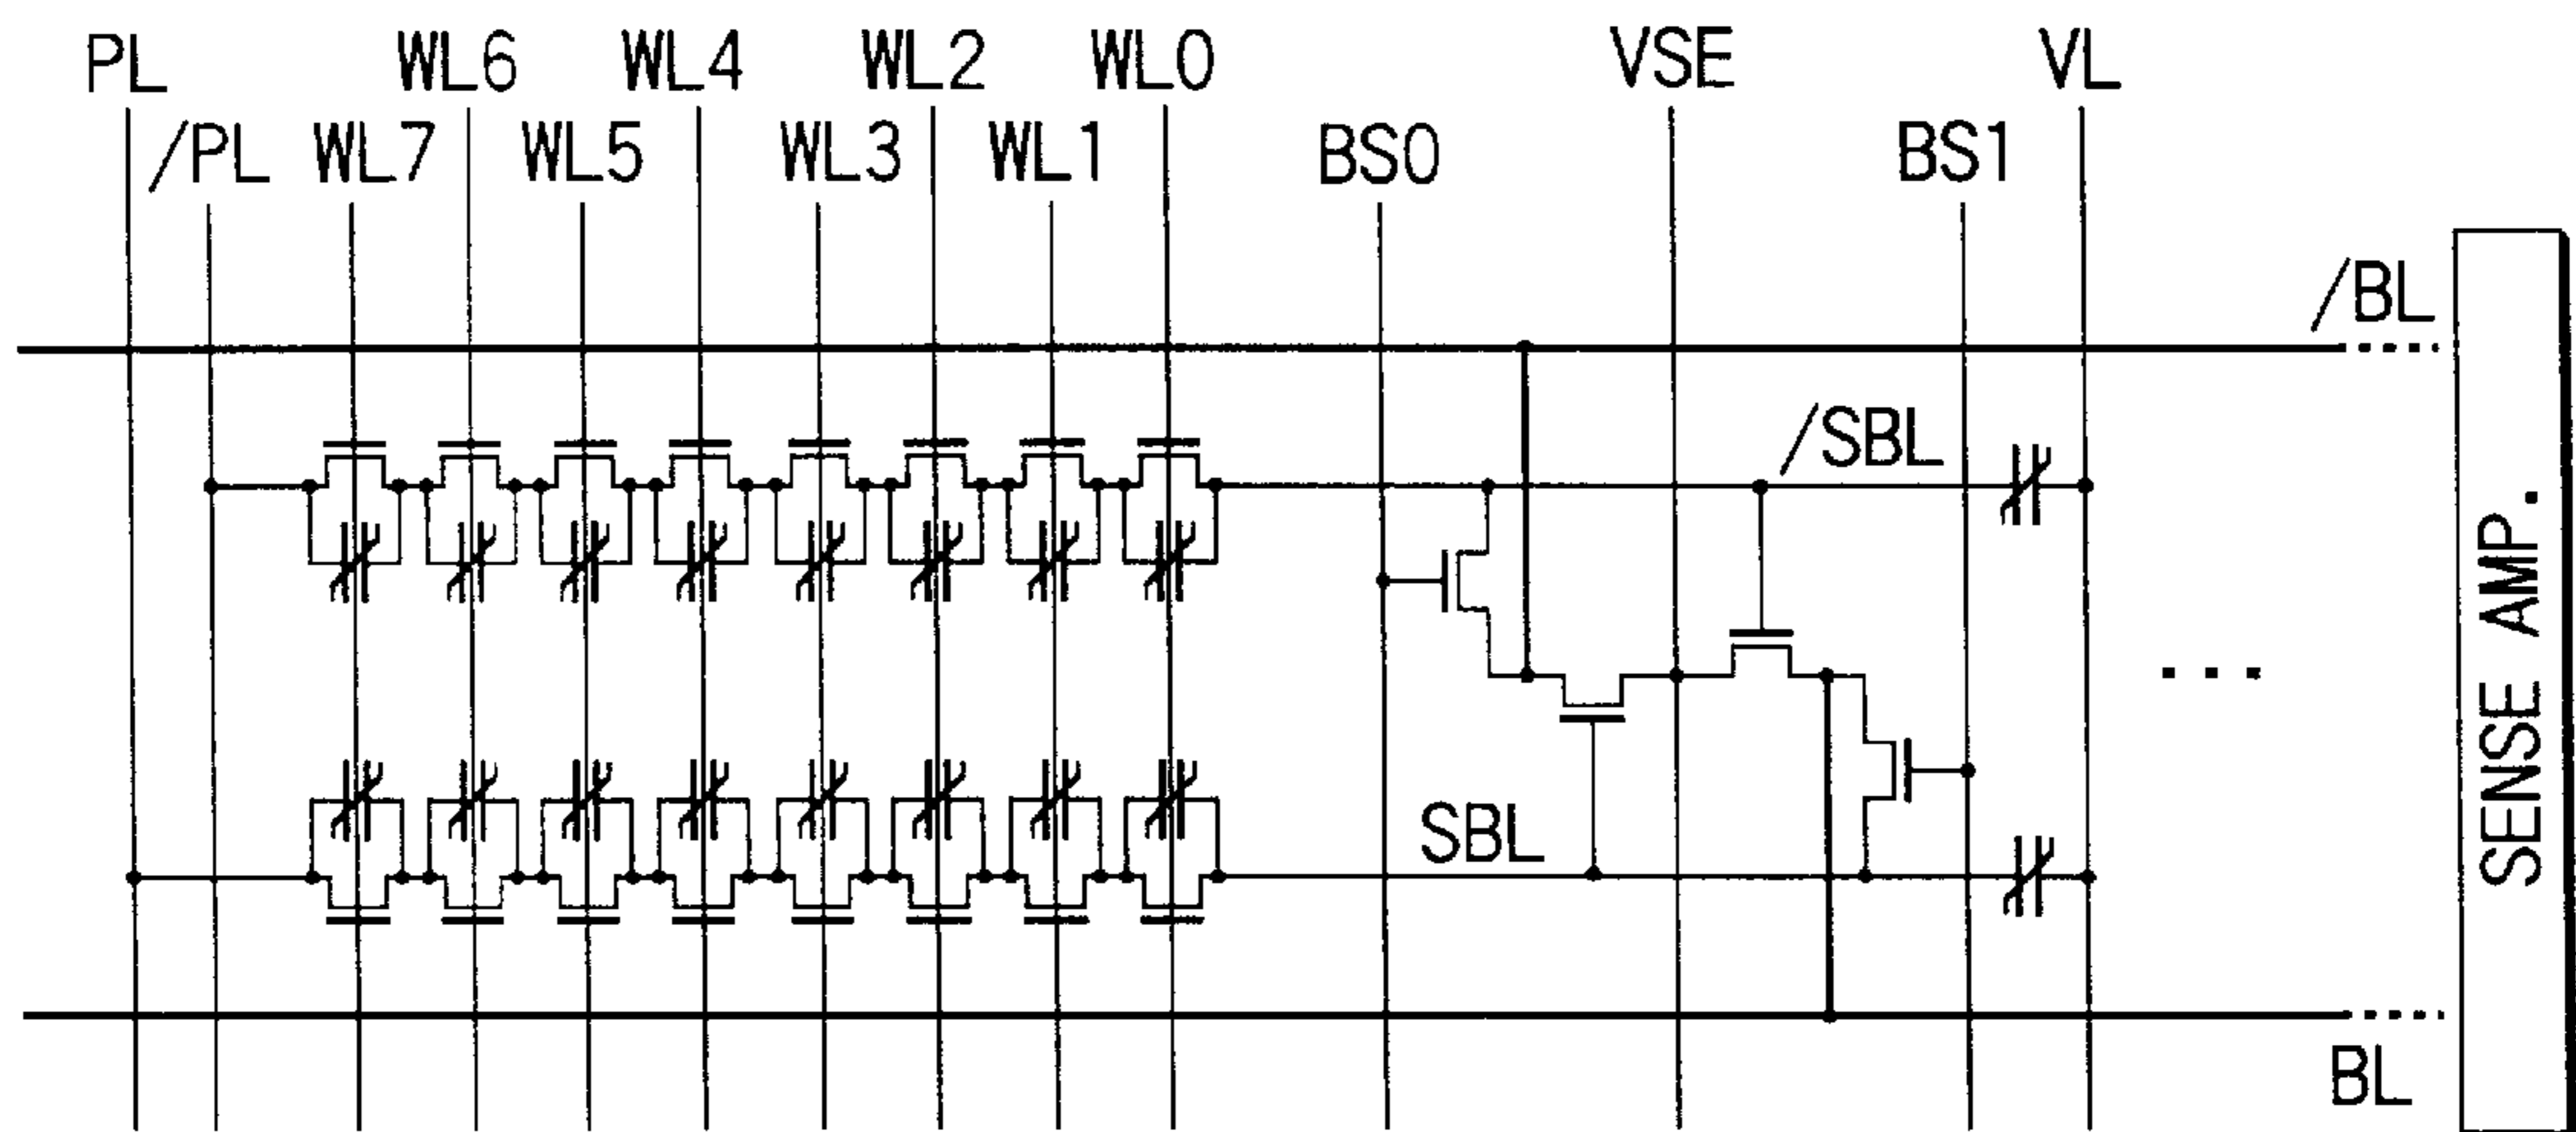 PL
WL6
WL4
WL2
WL0
VSE
VL
/PL
WL7
WL5
WL3
WL1
BS0
BS1
/BL
/SBL
SENSE AMP.
SBL
BL